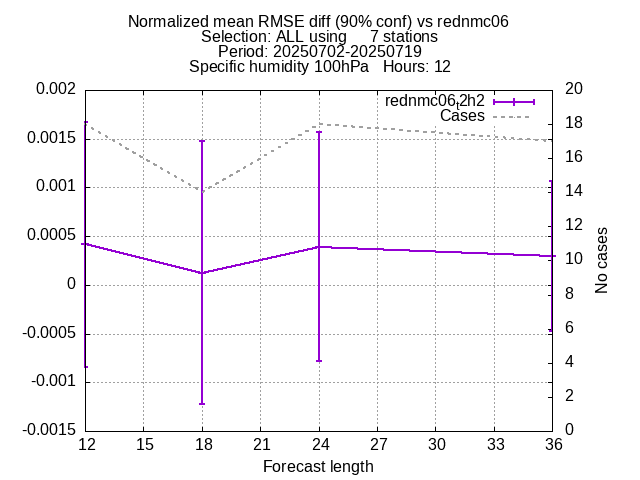 Normalized mean RMSE diff (90% conf) vs rednmc06
Selection: ALL using 7 stations
Period: 20250702-20250719
Specific humidity 100hPa Hours: 12
rednmc06t2h2
Cases
0.002
0.0015
0.001
0.0005
0
-0.0005
-0.001
-0.0015
20
18
16
14
12
10
8
6
4
2
0
No cases
12 15 18 21 24 27 30 33 36
Forecast length